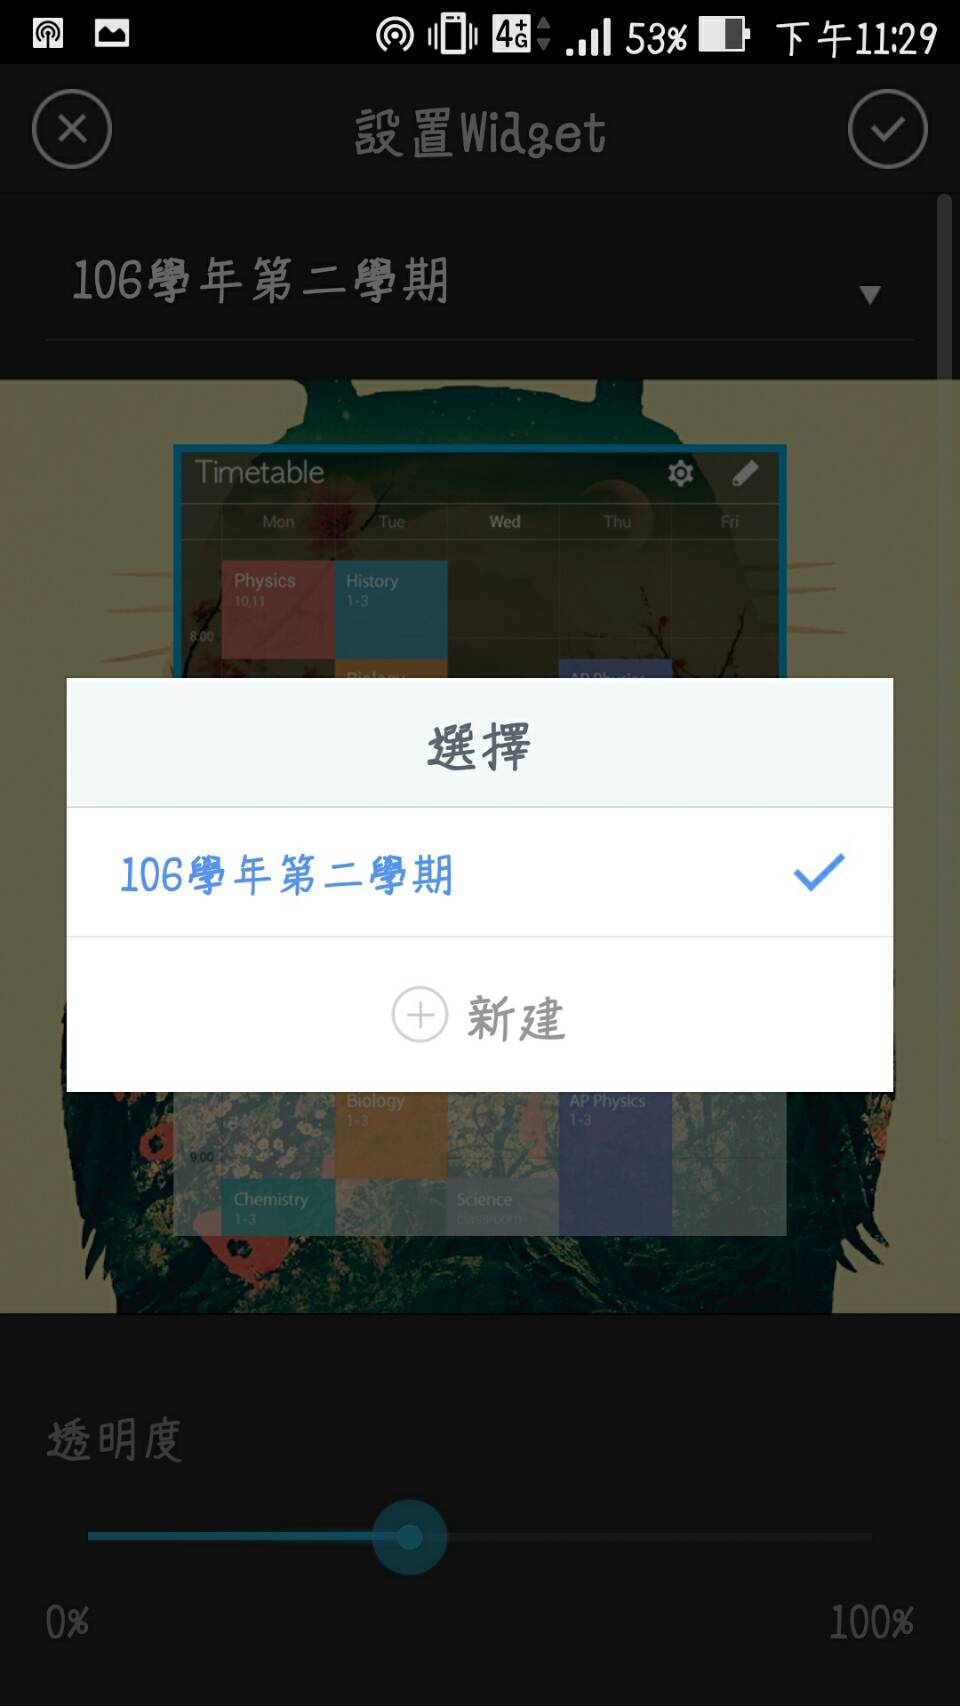 4G+ 53% 下午11:29
設置Widget
106學年第二學期
Timetable
Mon Tue Wed Thu Fri
Physics History
10,11 1-3
8:00
選擇
106學年第二學期
新建
Biology AP Physics
1-3 1-3
9:00
Chemistry Science
1-3 classroom
透明度
0% 100%